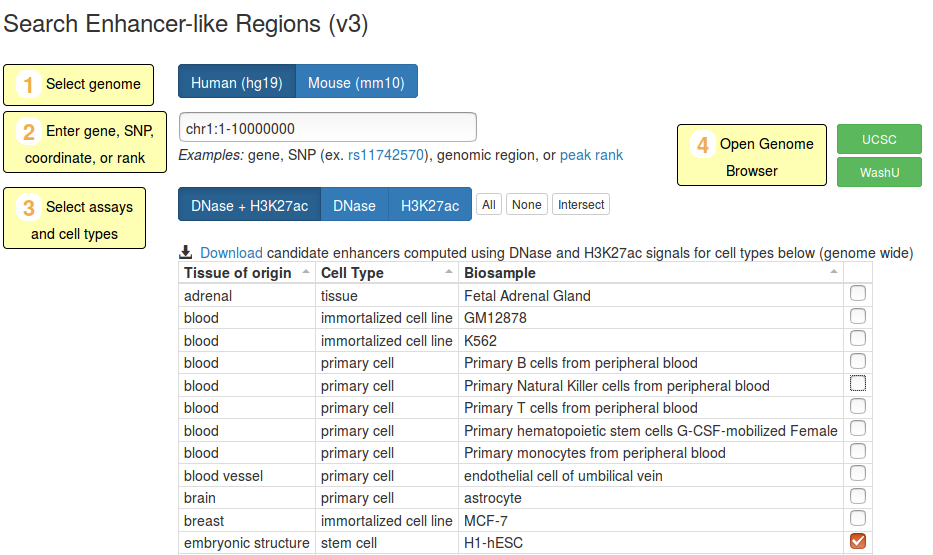 Search Enhancer-like Regions (v3)
1 Select genome
Human (hg19) Mouse (mm10)
2 Enter gene, SNP,
coordinate, or rank
chr1:1-10000000
Examples: gene, SNP (ex. rs11742570), genomic region, or peak rank
4 Open Genome
Browser
UCSC
WashU
3 Select assays
and cell types
DNase + H3K27ac DNase H3K27ac All None Intersect
Download candidate enhancers computed using DNase and H3K27ac signals for cell types below (genome wide)
Tissue of origin Cell Type Biosample
adrenal tissue Fetal Adrenal Gland
blood immortalized cell line GM12878
blood immortalized cell line K562
blood primary cell Primary B cells from peripheral blood
blood primary cell Primary Natural Killer cells from peripheral blood
blood primary cell Primary T cells from peripheral blood
blood primary cell Primary hematopoietic stem cells G-CSF-mobilized Female
blood primary cell Primary monocytes from peripheral blood
blood vessel primary cell endothelial cell of umbilical vein
brain primary cell astrocyte
breast immortalized cell line MCF-7
embryonic structure stem cell H1-hESC